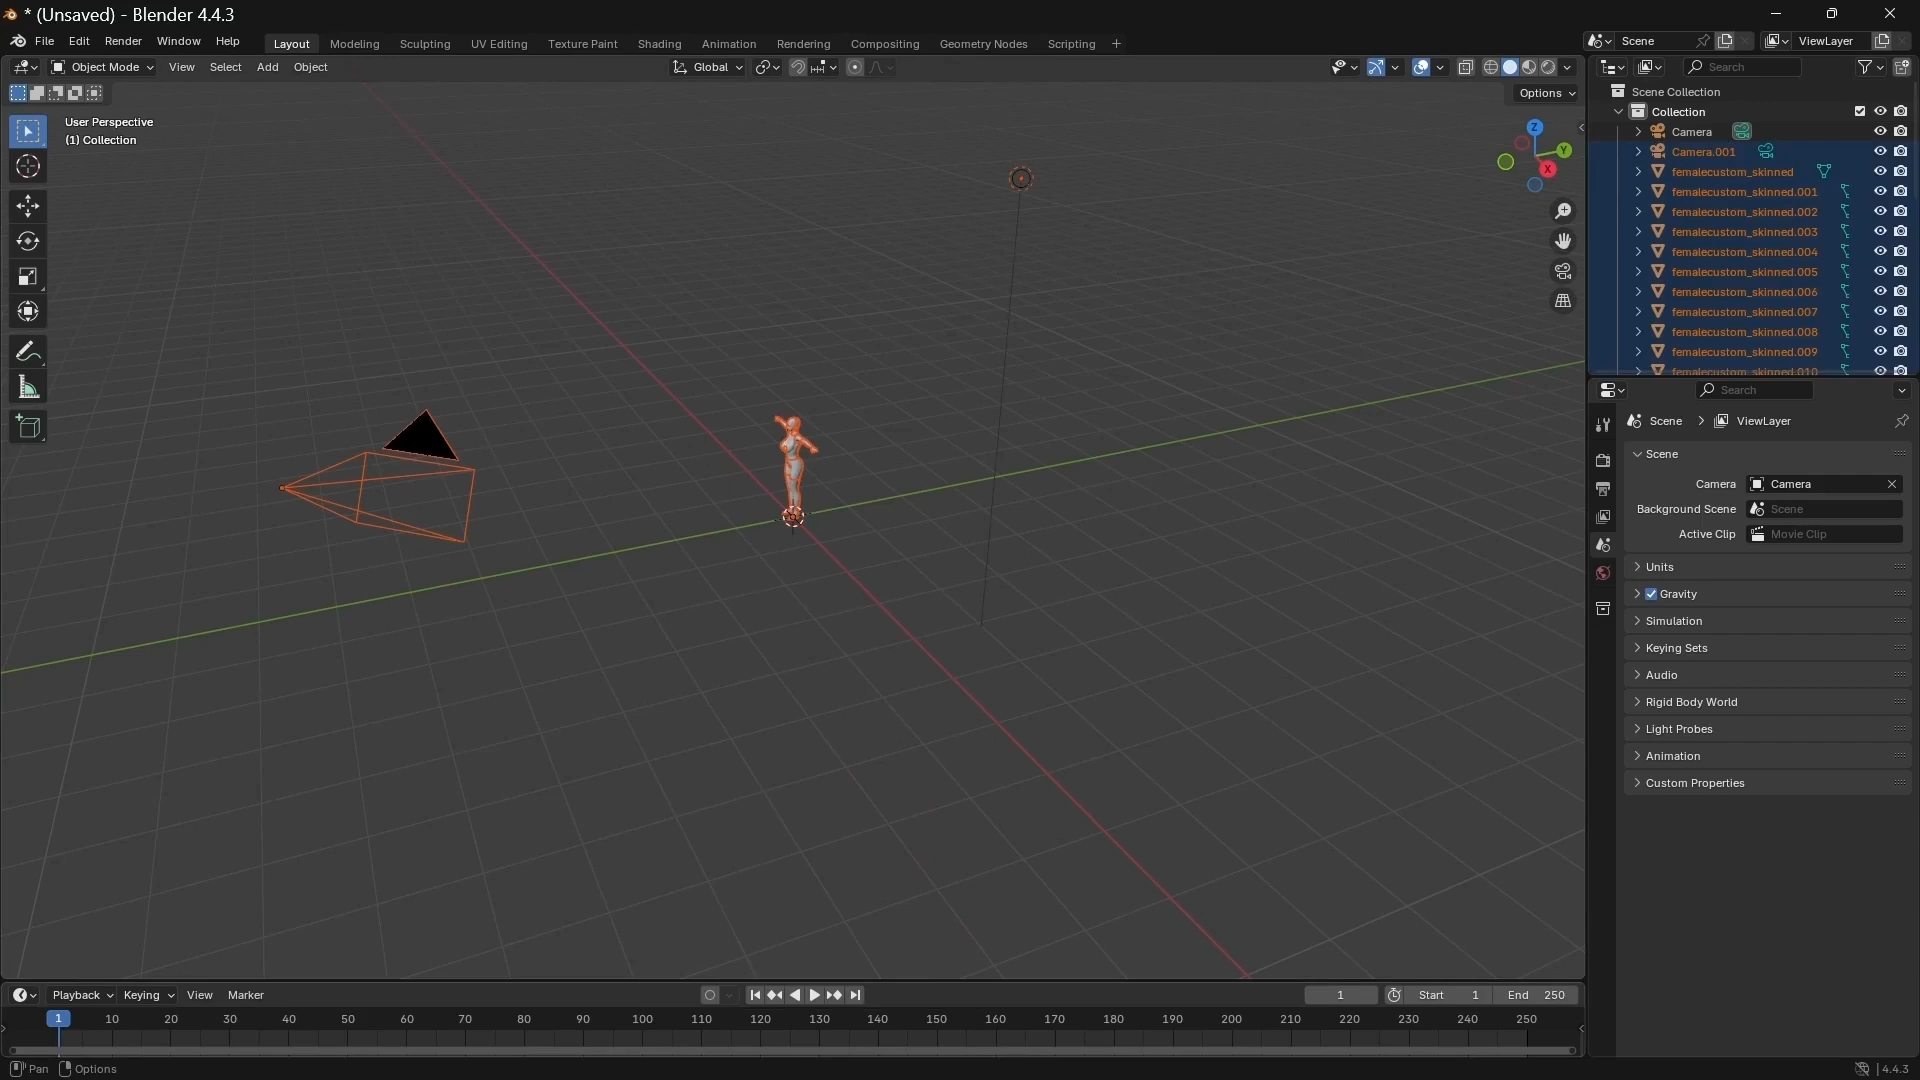 * (Unsaved) - Blender 4.4.3
File Edit Render Window Help
Layout Modeling Sculpting UV Editing Texture Paint Shading Animation Rendering Compositing Geometry Nodes Scripting +
Scene ViewLayer
Object Mode View Select Add Object
Global
Search
Options
User Perspective
(1) Collection
Z
Y
X
Scene Collection
Collection
Camera
Camera.001
femalecustom_skinned
femalecustom_skinned.001
femalecustom_skinned.002
femalecustom_skinned.003
femalecustom_skinned.004
femalecustom_skinned.005
femalecustom_skinned.006
femalecustom_skinned.007
femalecustom_skinned.008
femalecustom_skinned.009
femalecustom_skinned.010
Search
Scene ViewLayer
Scene
Camera Camera
Background Scene Scene
Active Clip Movie Clip
Units
Gravity
Simulation
Keying Sets
Audio
Rigid Body World
Light Probes
Animation
Custom Properties
Playback Keying View Marker
1 Start 1 End 250
1 10 20 30 40 50 60 70 80 90 100 110 120 130 140 150 160 170 180 190 200 210 220 230 240 250
Pan Options
4.4.3